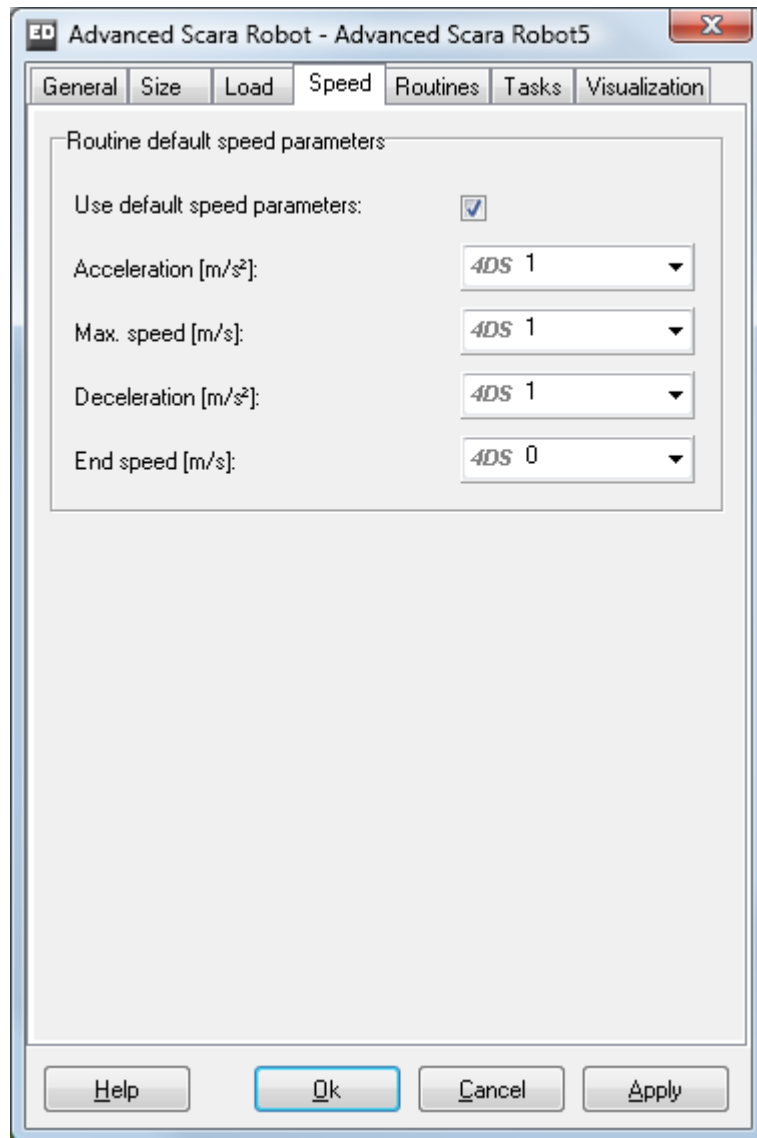 ED Advanced Scara Robot - Advanced Scara Robot5
General Size Load Speed Routines Tasks Visualization
Routine default speed parameters
Use default speed parameters:
Acceleration [m/s²]: 4DS 1
Max. speed [m/s]: 4DS 1
Deceleration [m/s²]: 4DS 1
End speed [m/s]: 4DS 0
Help Ok Cancel Apply